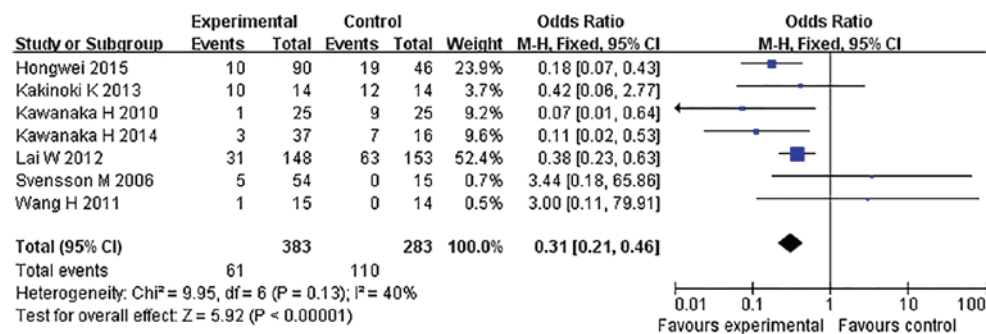 Experimental Control Odds Ratio Odds Ratio
Study or Subgroup Events Total Events Total Weight M-H, Fixed, 95% CI M-H, Fixed, 95% CI
Hongwei 2015 10 90 19 46 23.9% 0.18 [0.07, 0.43]
Kakinoki K 2013 10 14 12 14 3.7% 0.42 [0.06, 2.77]
Kawanaka H 2010 1 25 9 25 9.2% 0.07 [0.01, 0.64]
Kawanaka H 2014 3 37 7 16 9.6% 0.11 [0.02, 0.53]
Lai W 2012 31 148 63 153 52.4% 0.38 [0.23, 0.63]
Svensson M 2006 5 54 0 15 0.7% 3.44 [0.18, 65.86]
Wang H 2011 1 15 0 14 0.5% 3.00 [0.11, 79.91]
Total (95% CI) 383 283 100.0% 0.31 [0.21, 0.46]
Total events 61 110
Heterogeneity: Chi² = 9.95, df = 6 (P = 0.13); I² = 40%
Test for overall effect: Z = 5.92 (P < 0.00001)
0.01 0.1 1 10 100
Favours experimental Favours control